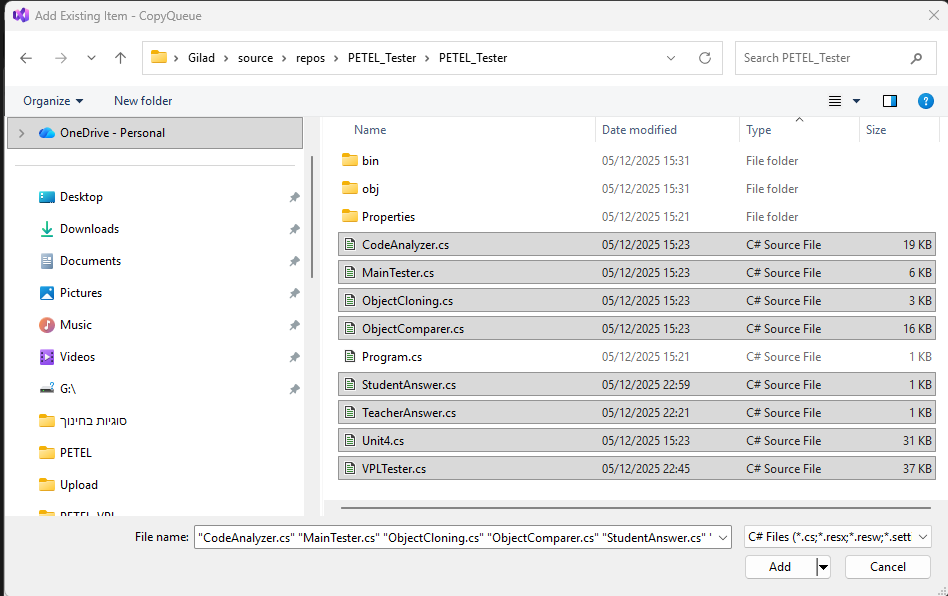 Add Existing Item - CopyQueue
Gilad > source > repos > PETEL_Tester > PETEL_Tester
Search PETEL_Tester
Organize
New folder
?
OneDrive - Personal
Desktop
Downloads
Documents
Pictures
Music
Videos
G:\
סוגיות בחינוך
PETEL
Upload
PETEL_VPL
Name Date modified Type Size
bin 05/12/2025 15:31 File folder
obj 05/12/2025 15:31 File folder
Properties 05/12/2025 15:21 File folder
CodeAnalyzer.cs 05/12/2025 15:23 C# Source File 19 KB
MainTester.cs 05/12/2025 15:23 C# Source File 6 KB
ObjectCloning.cs 05/12/2025 15:23 C# Source File 3 KB
ObjectComparer.cs 05/12/2025 15:23 C# Source File 16 KB
Program.cs 05/12/2025 15:21 C# Source File 1 KB
StudentAnswer.cs 05/12/2025 22:59 C# Source File 1 KB
TeacherAnswer.cs 05/12/2025 22:21 C# Source File 1 KB
Unit4.cs 05/12/2025 15:23 C# Source File 31 KB
VPLTester.cs 05/12/2025 22:45 C# Source File 37 KB
File name: "CodeAnalyzer.cs" "MainTester.cs" "ObjectCloning.cs" "ObjectComparer.cs" "StudentAnswer.cs" "
C# Files (*.cs;*.resx;*.resw;*.sett
Add
Cancel